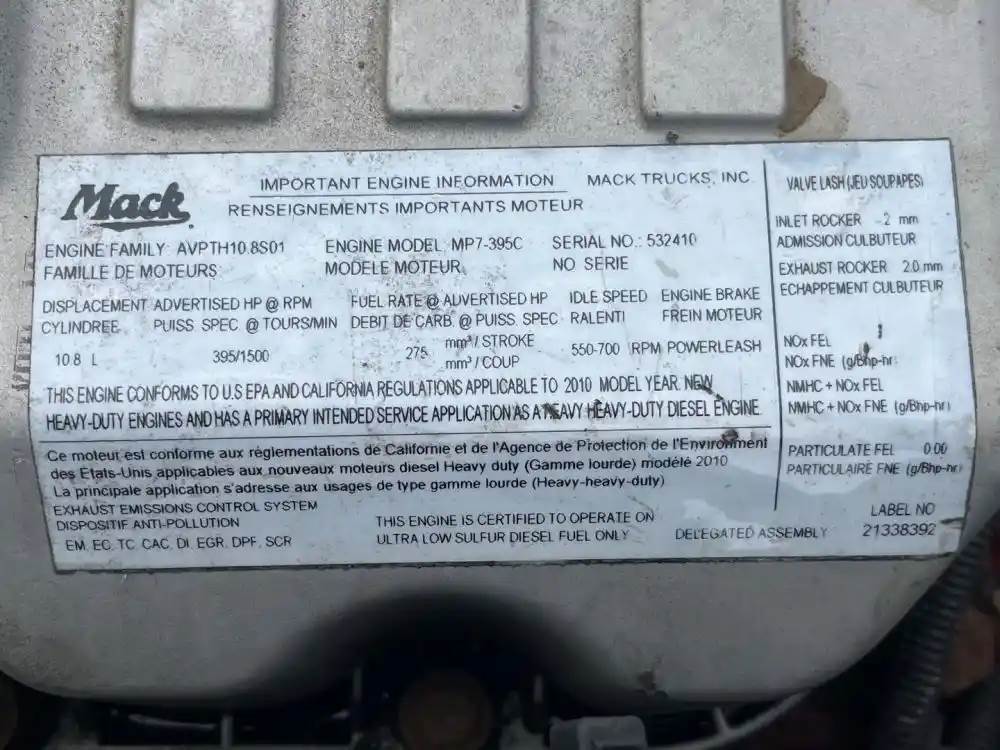 Mack
IMPORTANT ENGINE INFORMATION MACK TRUCKS, INC.
RENSEIGNEMENTS IMPORTANTS MOTEUR
ENGINE FAMILY AVPTH10.8S01 ENGINE MODEL: MP7-395C SERIAL NO.: 532410
FAMILLE DE MOTEURS: MODELE MOTEUR: NO SERIE
DISPLACEMENT ADVERTISED HP @ RPM FUEL RATE @ ADVERTISED HP IDLE SPEED ENGINE BRAKE
CYLINDREE PUISS SPEC @ TOURS/MIN DEBIT DE CARB. @ PUISS. SPEC RALENTI FREIN MOTEUR
10.8 L 395/1500 275 mm³ / STROKE 550-700 RPM POWERLEASH
mm³ / COUP
THIS ENGINE CONFORMS TO U.S EPA AND CALIFORNIA REGULATIONS APPLICABLE TO 2010 MODEL YEAR NEW
HEAVY-DUTY ENGINES AND HAS A PRIMARY INTENDED SERVICE APPLICATION AS A HEAVY HEAVY-DUTY DIESEL ENGINE.
Ce moteur est conforme aux réglementations de Californie et de l'Agence de Protection de l'Environment
des Etats-Unis applicables aux nouveaux moteurs diesel Heavy duty (Gamme lourde) modèlé 2010
La principale application s'adresse aux usages de type gamme lourde (Heavy-heavy-duty)
EXHAUST EMISSIONS CONTROL SYSTEM
DISPOSITIF ANTI-POLLUTION
EM, EC, TC, CAC, DI, EGR, DPF, SCR
THIS ENGINE IS CERTIFIED TO OPERATE ON
ULTRA LOW SULFUR DIESEL FUEL ONLY
DELEGATED ASSEMBLY
VALVE LASH (JEU SOUPAPES)
INLET ROCKER .2 mm
ADMISSION CULBUTEUR
EXHAUST ROCKER 2.0 mm
ECHAPPEMENT CULBUTEUR
NOx FEL
NOx FNE (g/Bhp-hr)
NMHC + NOx FEL
NMHC + NOx FNE (g/Bhp-hr)
PARTICULATE FEL 0.00
PARTICULAIRE FNE (g/Bhp-hr)
LABEL NO
21338392